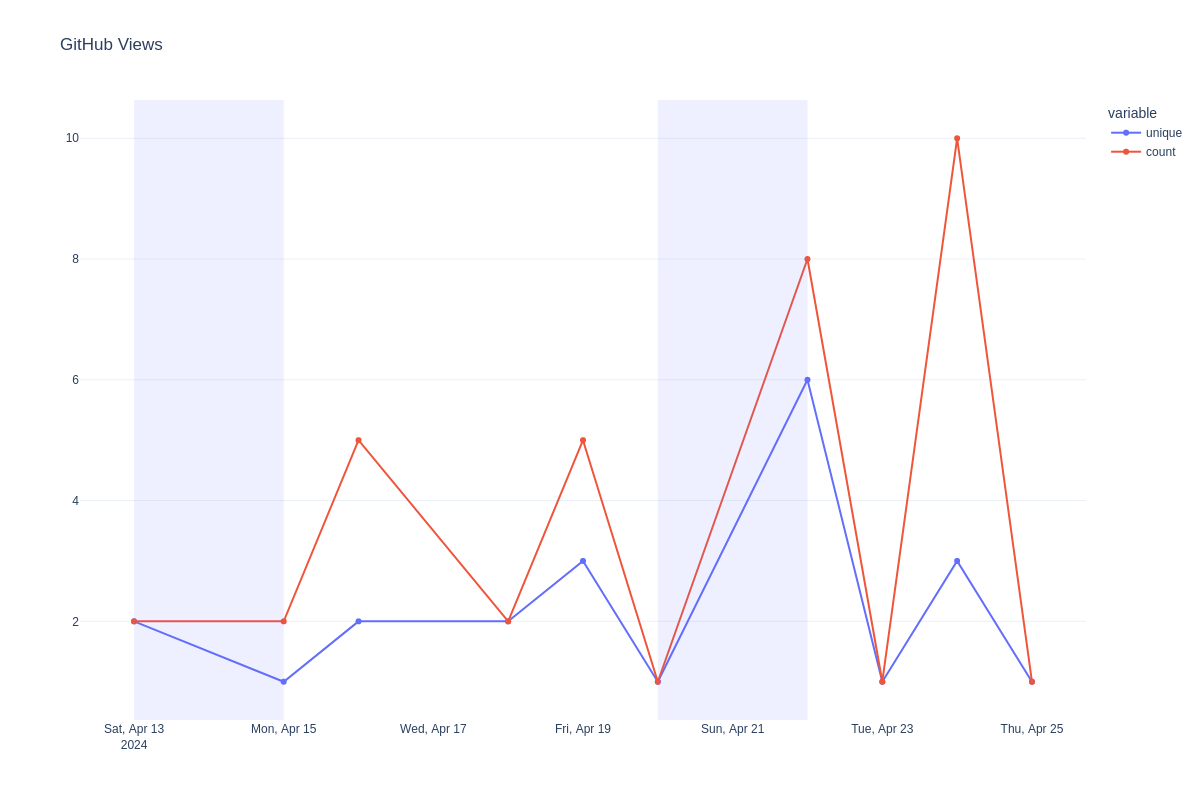 GitHub Views
variable
unique
count
10
8
6
4
2
Sat, Apr 13
2024
Mon, Apr 15
Wed, Apr 17
Fri, Apr 19
Sun, Apr 21
Tue, Apr 23
Thu, Apr 25